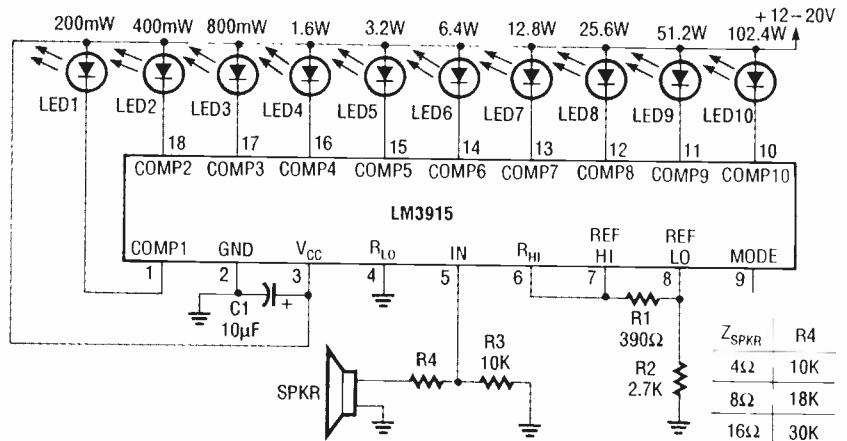 +12–20V
200mW 400mW 800mW 1.6W 3.2W 6.4W 12.8W 25.6W 51.2W 102.4W
LED1 LED2 LED3 LED4 LED5 LED6 LED7 LED8 LED9 LED10
18 17 16 15 14 13 12 11 10
COMP2 COMP3 COMP4 COMP5 COMP6 COMP7 COMP8 COMP9 COMP10
LM3915
COMP1 GND VCC RLO IN RHI REF HI REF LO MODE
1 2 3 4 5 6 7 8 9
C1
10µF
+
R1
390Ω
R2
2.7K
R3
10K
R4
SPKR
ZSPKR R4
4Ω 10K
8Ω 18K
16Ω 30K